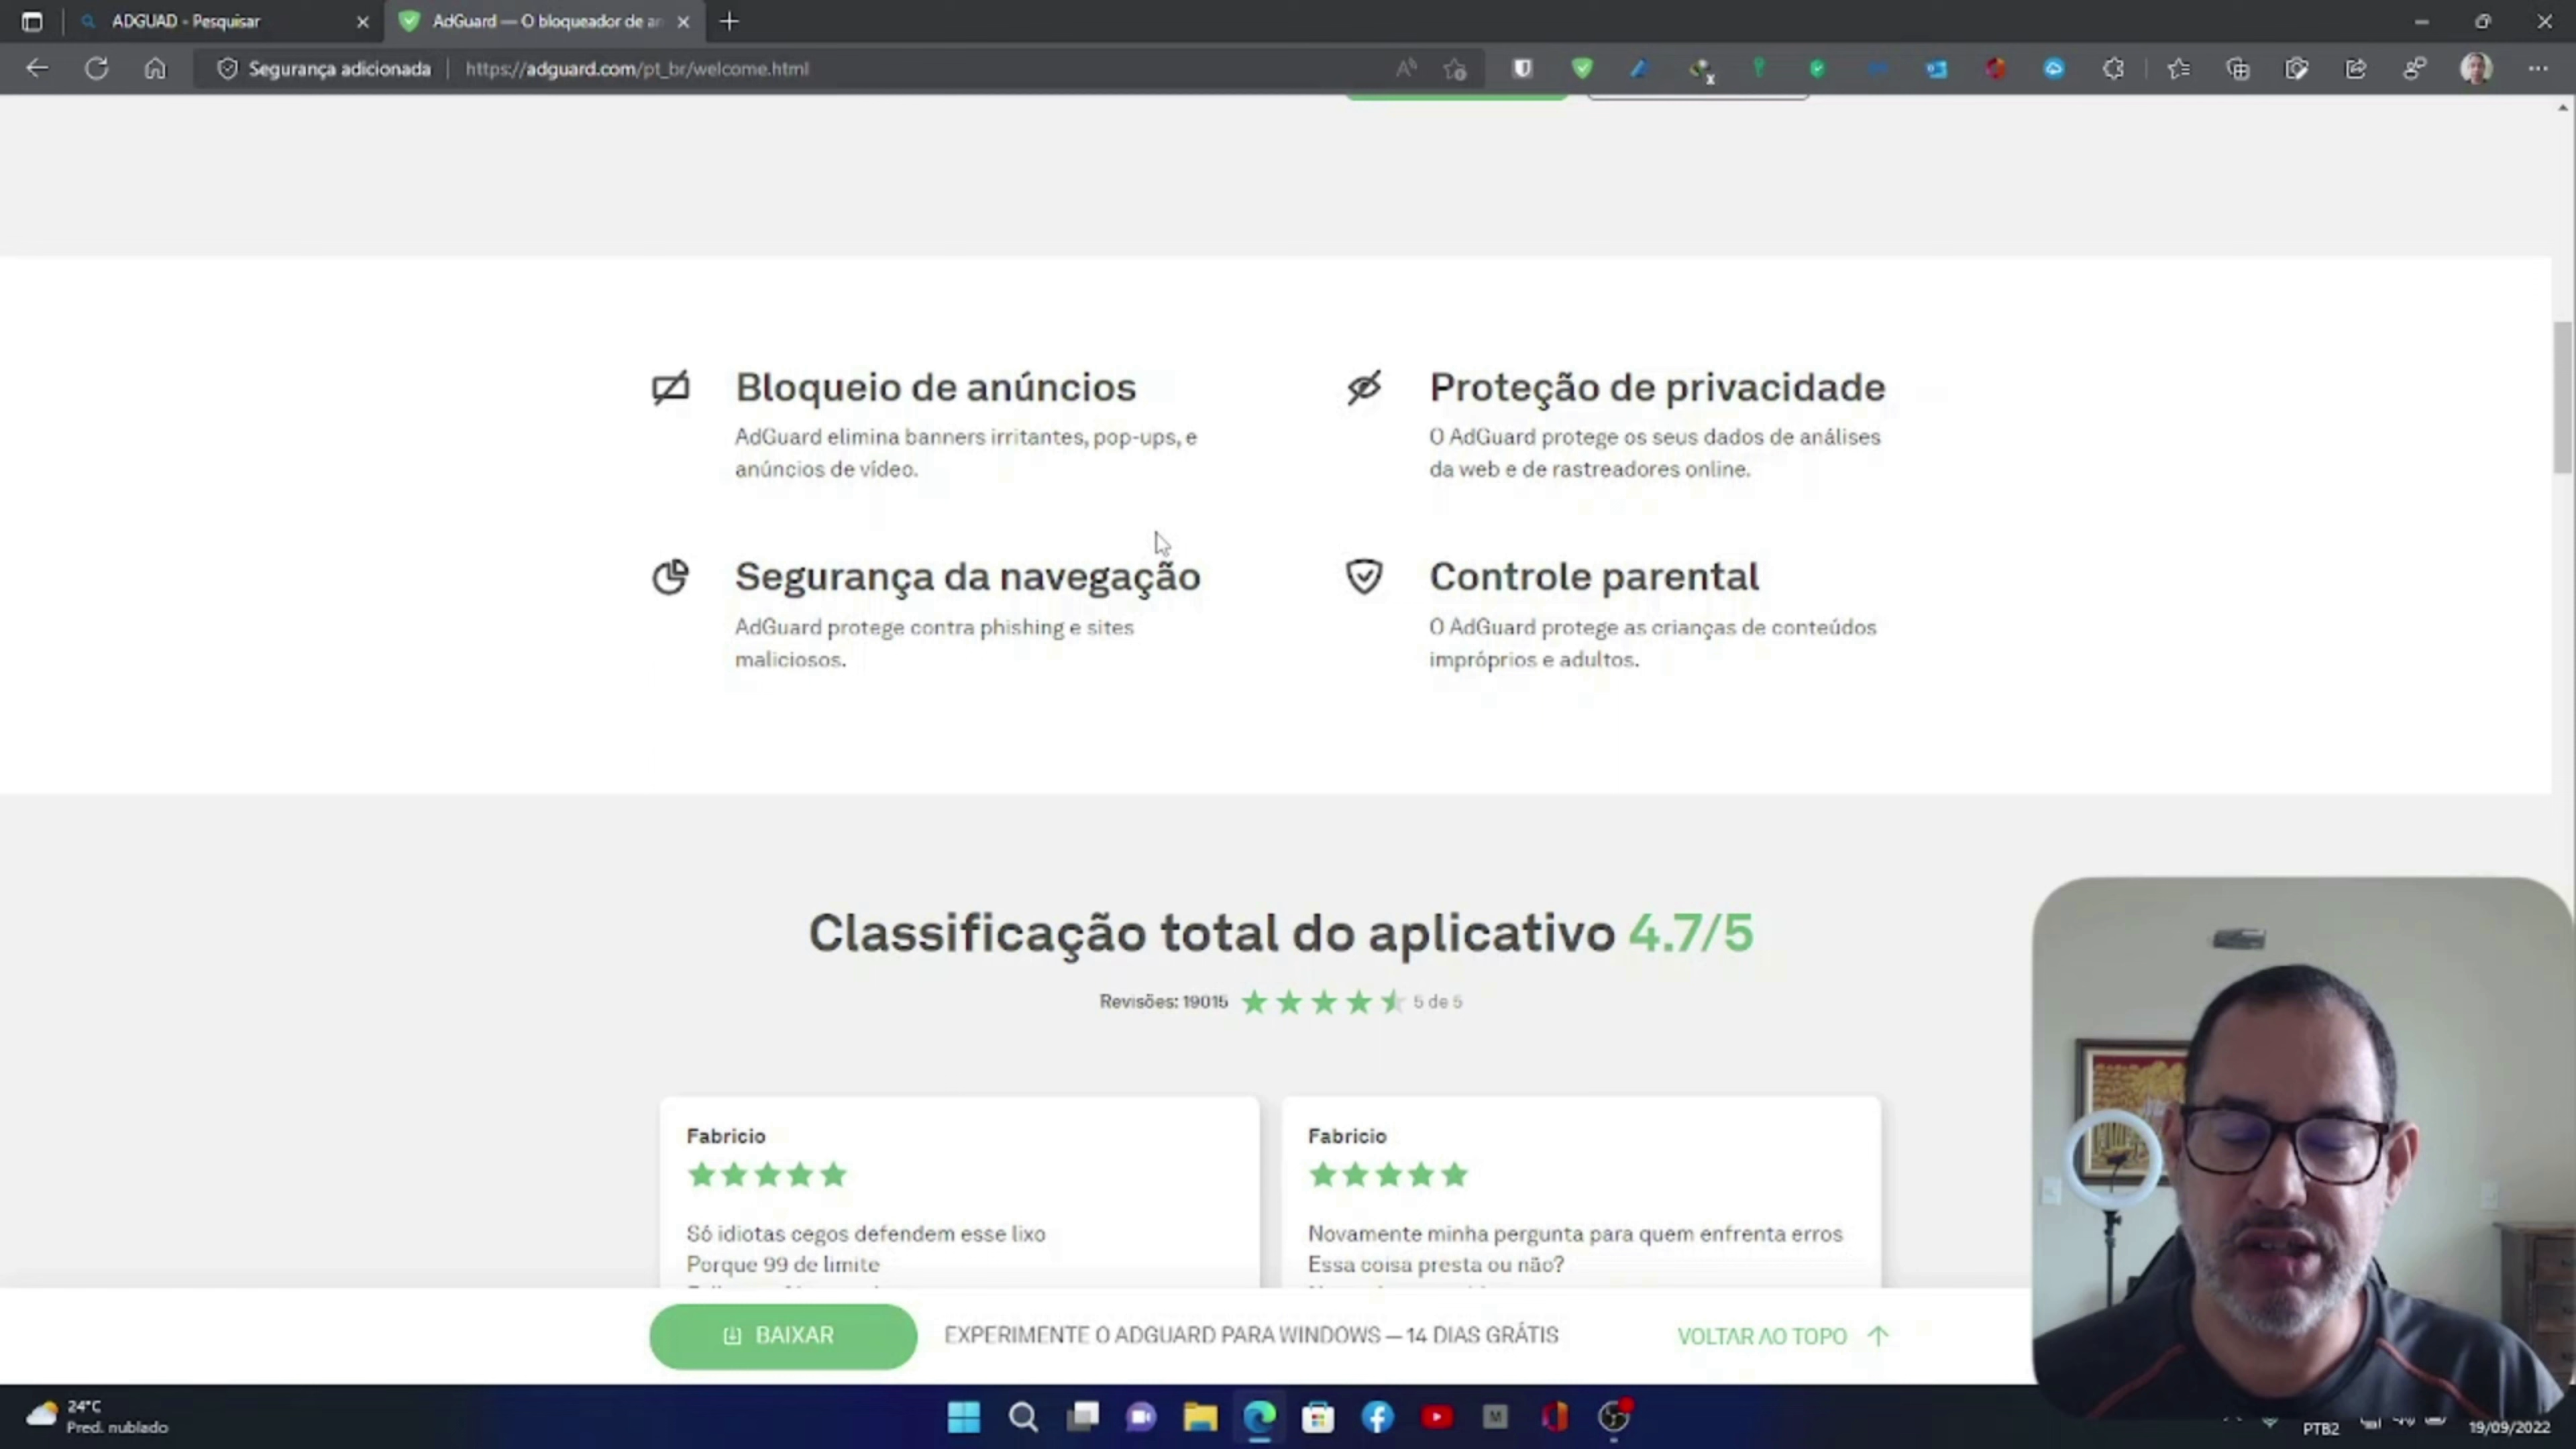 ADGUAD - Pesquisar
AdGuard — O bloqueador de an
Segurança adicionada
https://adguard.com/pt_br/welcome.html
Bloqueio de anúncios
AdGuard elimina banners irritantes, pop-ups, e
anúncios de vídeo.
Proteção de privacidade
O AdGuard protege os seus dados de análises
da web e de rastreadores online.
Segurança da navegação
AdGuard protege contra phishing e sites
maliciosos.
Controle parental
O AdGuard protege as crianças de conteúdos
impróprios e adultos.
Classificação total do aplicativo 4.7/5
Revisões: 19015
5 de 5
Fabricio
Só idiotas cegos defendem esse lixo
Porque 99 de limite
Fabricio
Novamente minha pergunta para quem enfrenta erros
Essa coisa presta ou não?
BAIXAR
EXPERIMENTE O ADGUARD PARA WINDOWS — 14 DIAS GRÁTIS
VOLTAR AO TOPO
24°C
Pred. nublado
M
PTB2
19/09/2022